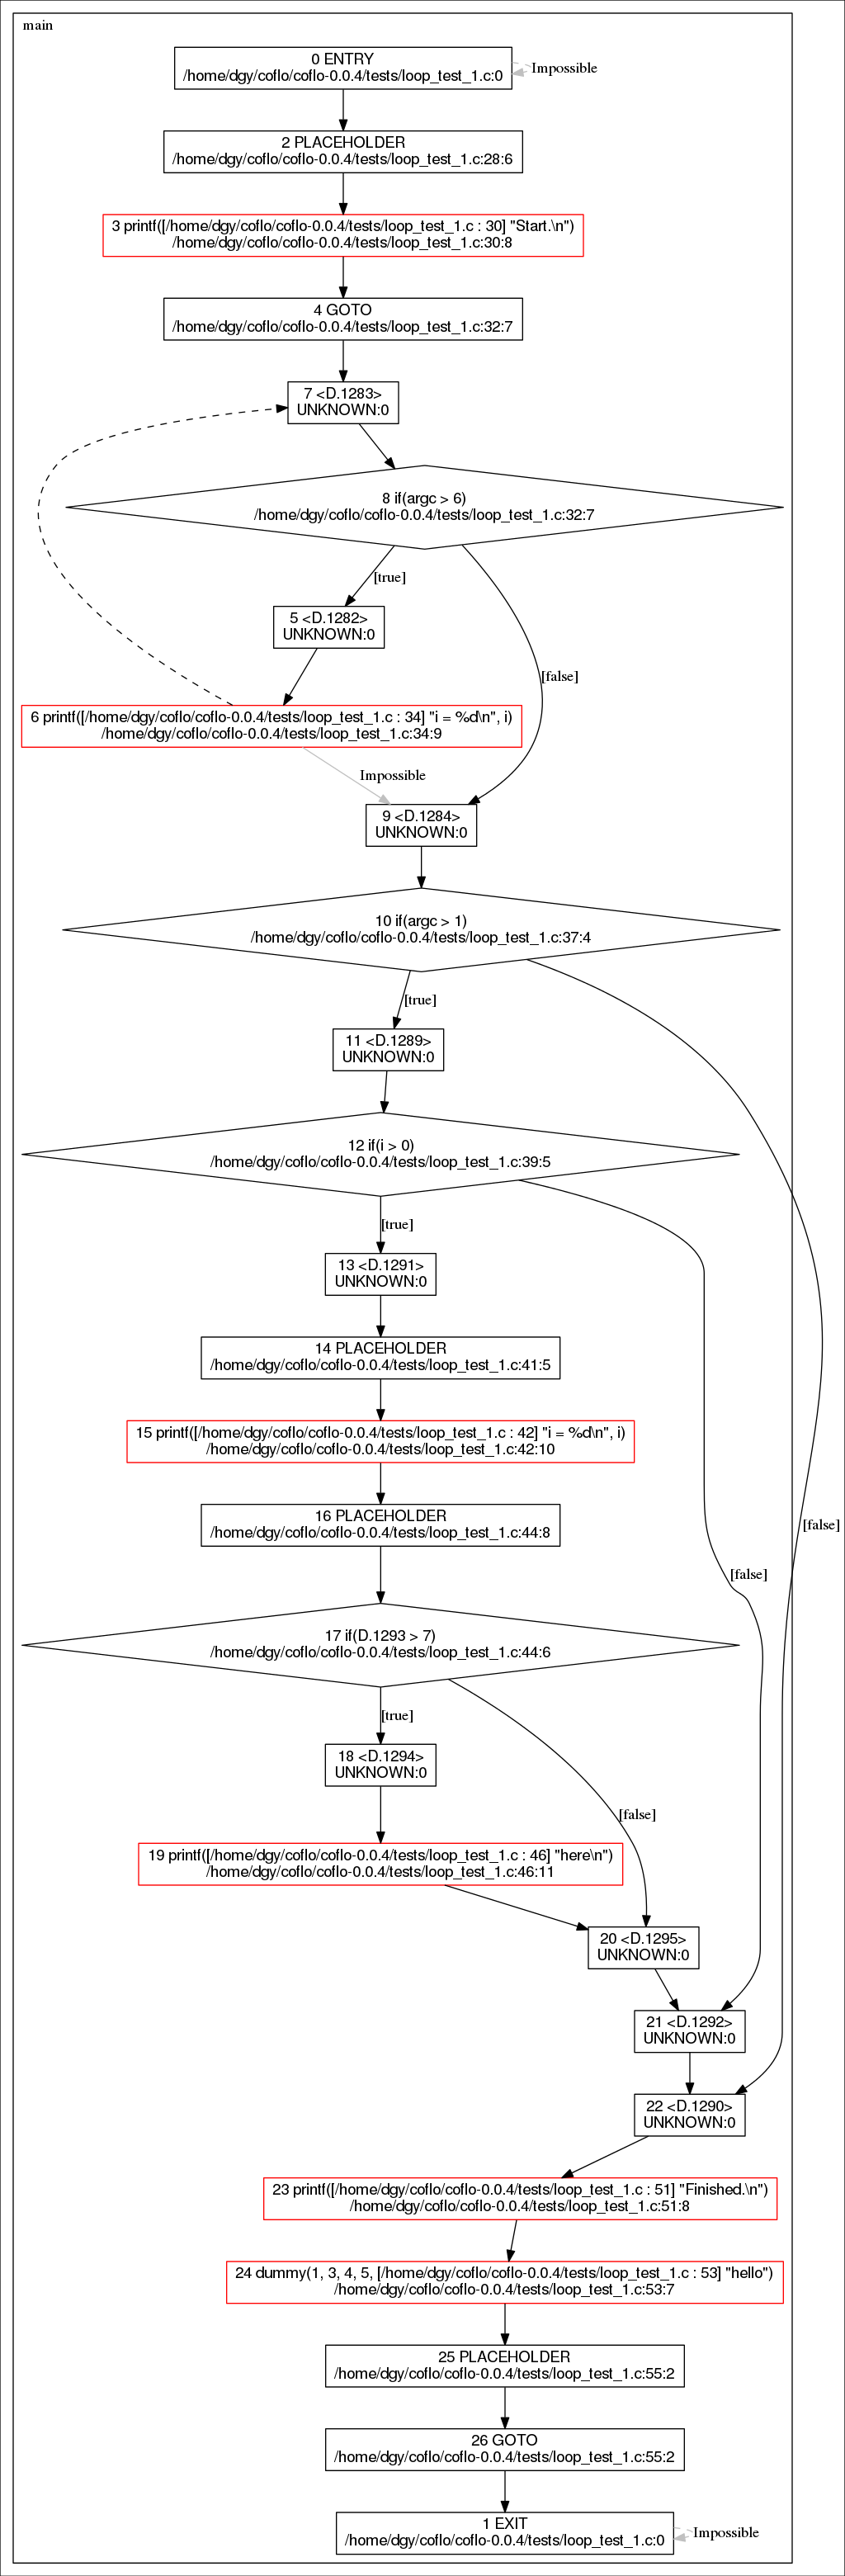 main
0 ENTRY
/home/dgy/coflo/coflo-0.0.4/tests/loop_test_1.c:0
Impossible
2 PLACEHOLDER
/home/dgy/coflo/coflo-0.0.4/tests/loop_test_1.c:28:6
3 printf([/home/dgy/coflo/coflo-0.0.4/tests/loop_test_1.c : 30] "Start.\n")
/home/dgy/coflo/coflo-0.0.4/tests/loop_test_1.c:30:8
4 GOTO
/home/dgy/coflo/coflo-0.0.4/tests/loop_test_1.c:32:7
7 <D.1283>
UNKNOWN:0
8 if(argc > 6)
/home/dgy/coflo/coflo-0.0.4/tests/loop_test_1.c:32:7
[true]
5 <D.1282>
UNKNOWN:0
[false]
6 printf([/home/dgy/coflo/coflo-0.0.4/tests/loop_test_1.c : 34] "i = %d\n", i)
/home/dgy/coflo/coflo-0.0.4/tests/loop_test_1.c:34:9
Impossible
9 <D.1284>
UNKNOWN:0
10 if(argc > 1)
/home/dgy/coflo/coflo-0.0.4/tests/loop_test_1.c:37:4
[true]
11 <D.1289>
UNKNOWN:0
12 if(i > 0)
/home/dgy/coflo/coflo-0.0.4/tests/loop_test_1.c:39:5
[true]
13 <D.1291>
UNKNOWN:0
14 PLACEHOLDER
/home/dgy/coflo/coflo-0.0.4/tests/loop_test_1.c:41:5
15 printf([/home/dgy/coflo/coflo-0.0.4/tests/loop_test_1.c : 42] "i = %d\n", i)
/home/dgy/coflo/coflo-0.0.4/tests/loop_test_1.c:42:10
16 PLACEHOLDER
/home/dgy/coflo/coflo-0.0.4/tests/loop_test_1.c:44:8
[false]
[false]
17 if(D.1293 > 7)
/home/dgy/coflo/coflo-0.0.4/tests/loop_test_1.c:44:6
[true]
18 <D.1294>
UNKNOWN:0
[false]
19 printf([/home/dgy/coflo/coflo-0.0.4/tests/loop_test_1.c : 46] "here\n")
/home/dgy/coflo/coflo-0.0.4/tests/loop_test_1.c:46:11
20 <D.1295>
UNKNOWN:0
21 <D.1292>
UNKNOWN:0
22 <D.1290>
UNKNOWN:0
23 printf([/home/dgy/coflo/coflo-0.0.4/tests/loop_test_1.c : 51] "Finished.\n")
/home/dgy/coflo/coflo-0.0.4/tests/loop_test_1.c:51:8
24 dummy(1, 3, 4, 5, [/home/dgy/coflo/coflo-0.0.4/tests/loop_test_1.c : 53] "hello")
/home/dgy/coflo/coflo-0.0.4/tests/loop_test_1.c:53:7
25 PLACEHOLDER
/home/dgy/coflo/coflo-0.0.4/tests/loop_test_1.c:55:2
26 GOTO
/home/dgy/coflo/coflo-0.0.4/tests/loop_test_1.c:55:2
1 EXIT
/home/dgy/coflo/coflo-0.0.4/tests/loop_test_1.c:0
Impossible